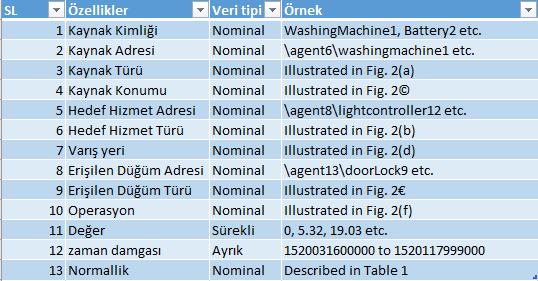 SL Özellikler Veri tipi Örnek
1 Kaynak Kimliği Nominal WashingMachine1, Battery2 etc.
2 Kaynak Adresi Nominal \agent6\washingmachine1 etc.
3 Kaynak Türü Nominal Illustrated in Fig. 2(a)
4 Kaynak Konumu Nominal Illustrated in Fig. 2©
5 Hedef Hizmet Adresi Nominal \agent8\lightcontroller12 etc.
6 Hedef Hizmet Türü Nominal Illustrated in Fig. 2(b)
7 Varış yeri Nominal Illustrated in Fig. 2(d)
8 Erişilen Düğüm Adresi Nominal \agent13\doorLock9 etc.
9 Erişilen Düğüm Türü Nominal Illustrated in Fig. 2€
10 Operasyon Nominal Illustrated in Fig. 2(f)
11 Değer Sürekli 0, 5.32, 19.03 etc.
12 zaman damgası Ayrık 1520031600000 to 1520117999000
13 Normallik Nominal Described in Table 1